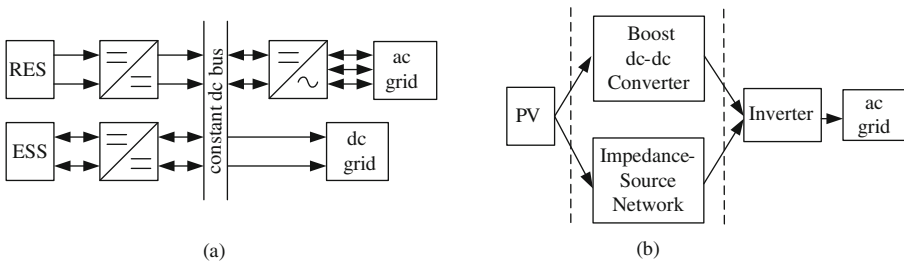 RES
ESS
constant dc bus
ac
grid
dc
grid
(a)
PV
Boost
dc-dc
Converter
Impedance-
Source
Network
Inverter
ac
grid
(b)